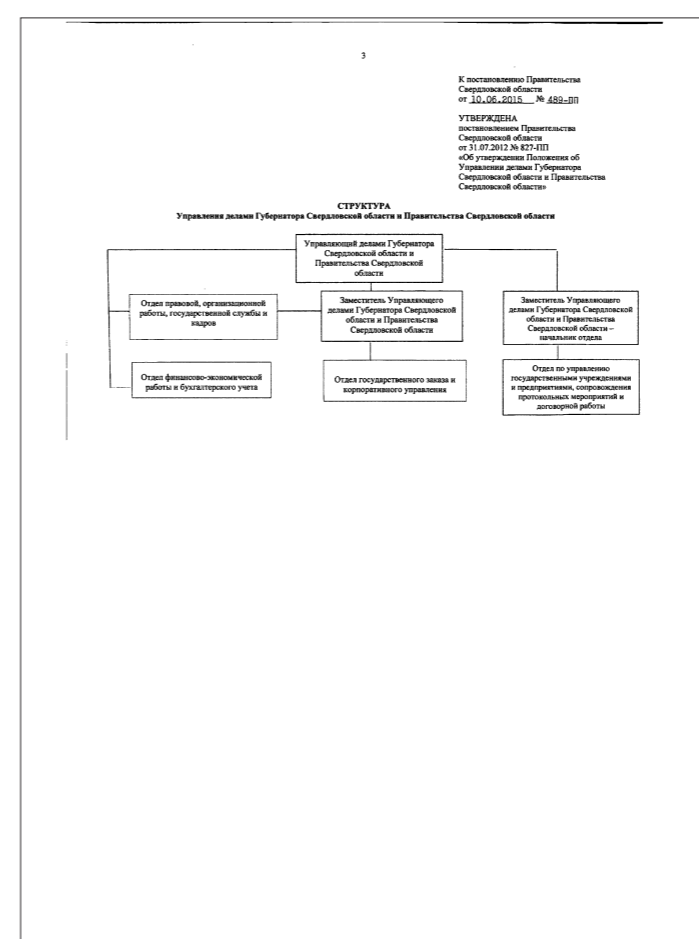 3
К постановлению Правительства
Свердловской области
от 10.06.2015 № 489-ПП
УТВЕРЖДЕНА
постановлением Правительства
Свердловской области
от 31.07.2012 № 827-ПП
«Об утверждении Положения об
Управлении делами Губернатора
Свердловской области и Правительства
Свердловской области»
СТРУКТУРА
Управления делами Губернатора Свердловской области и Правительства Свердловской области
Управляющий делами Губернатора
Свердловской области и
Правительства Свердловской
области
Отдел правовой, организационной
работы, государственной службы и
кадров
Заместитель Управляющего
делами Губернатора Свердловской
области и Правительства
Свердловской области
Заместитель Управляющего
делами Губернатора Свердловской
области и Правительства
Свердловской области –
начальник отдела
Отдел финансово-экономической
работы и бухгалтерского учета
Отдел государственного заказа и
корпоративного управления
Отдел по управлению
государственными учреждениями
и предприятиями, сопровождения
протокольных мероприятий и
договорной работы